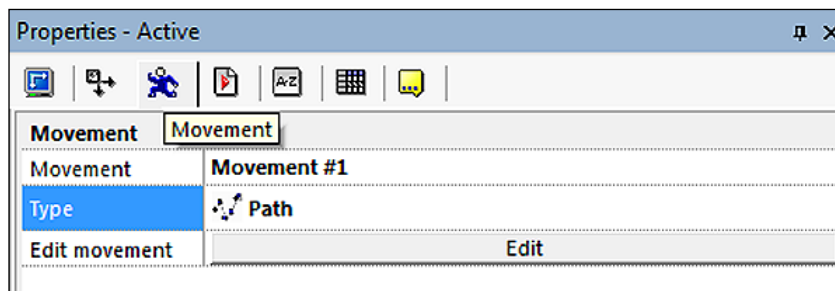 Properties - Active
A-Z
Movement
Movement
Movement Movement #1
Type Path
Edit movement Edit